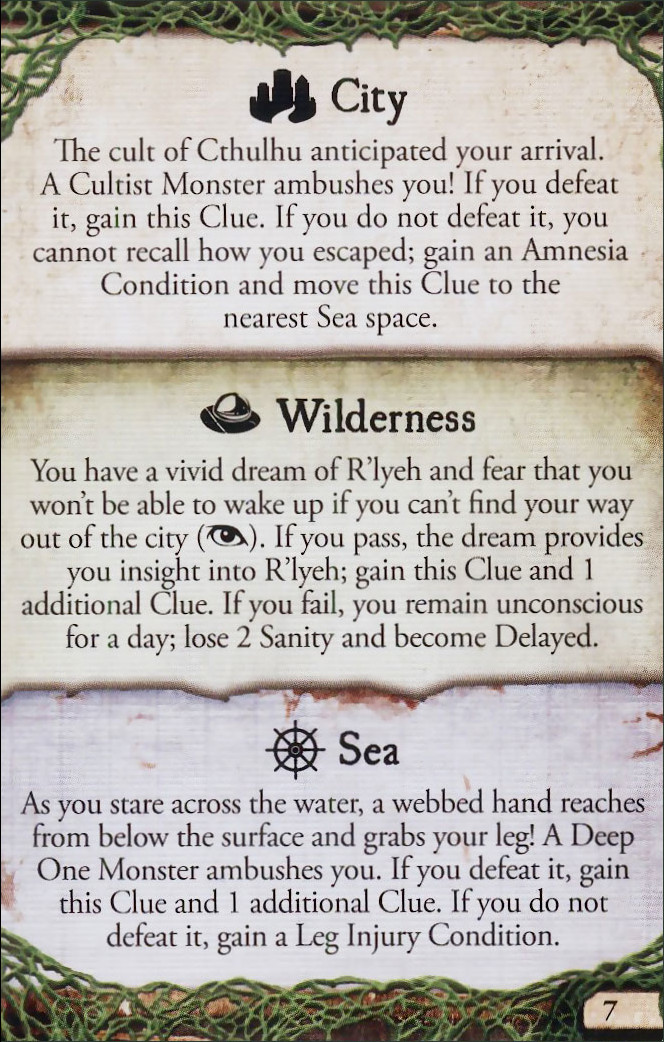 City
The cult of Cthulhu anticipated your arrival.
A Cultist Monster ambushes you! If you defeat
it, gain this Clue. If you do not defeat it, you
cannot recall how you escaped; gain an Amnesia
Condition and move this Clue to the
nearest Sea space.
Wilderness
You have a vivid dream of R'lyeh and fear that you
won't be able to wake up if you can't find your way
out of the city (). If you pass, the dream provides
you insight into R'lyeh; gain this Clue and 1
additional Clue. If you fail, you remain unconscious
for a day; lose 2 Sanity and become Delayed.
Sea
As you stare across the water, a webbed hand reaches
from below the surface and grabs your leg! A Deep
One Monster ambushes you. If you defeat it, gain
this Clue and 1 additional Clue. If you do not
defeat it, gain a Leg Injury Condition.
7